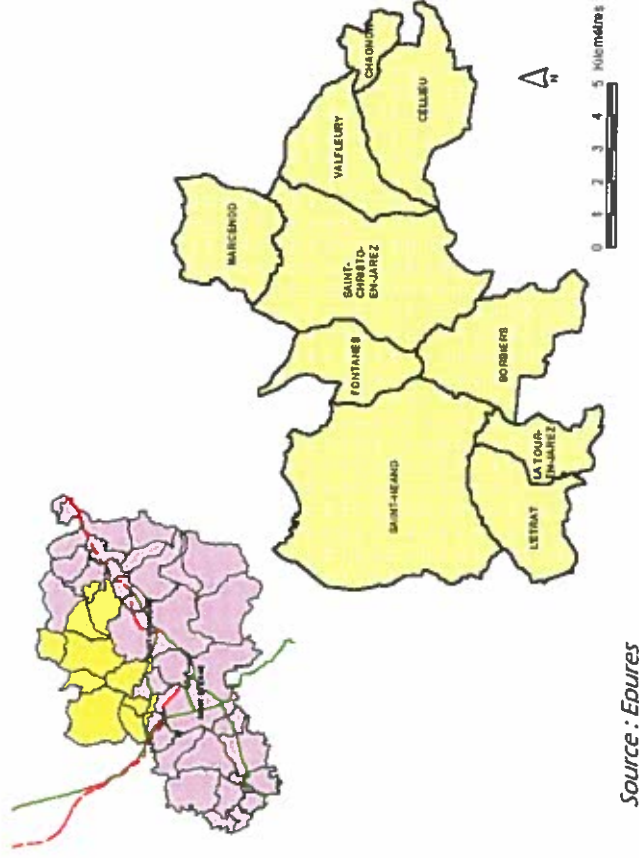 MARCENOD
CHAGNON
VALFLEURY
CELLIEU
SAINT-
CHRISTO-
EN-JAREZ
FONTANES
SAINT-HEAND
SORBIERS
LA TOUR-
EN-JAREZ
L'ETRAT
N
0 1 2 3 4 5 Kilomètres
Source : Epures